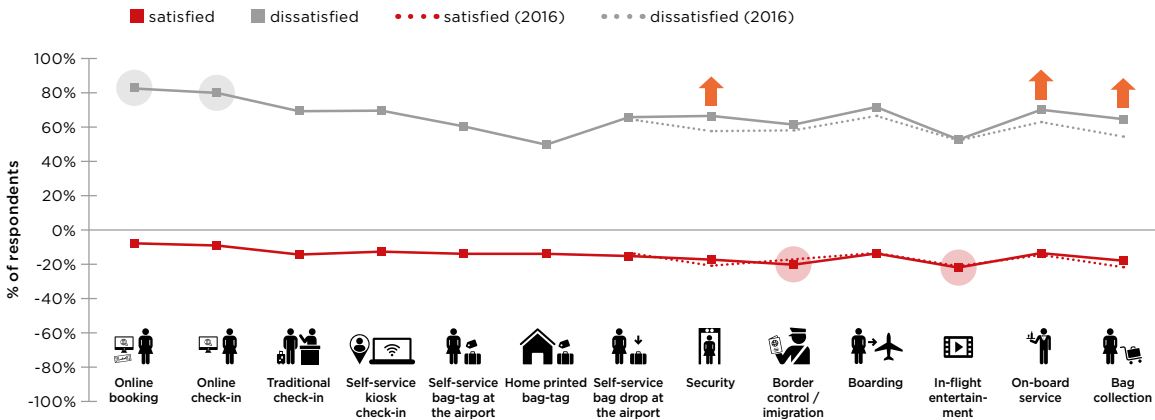 satisfied dissatisfied satisfied (2016) dissatisfied (2016)
% of respondents
100%
80%
60%
40%
20%
0%
-20%
-40%
-60%
-80%
-100%
Online
booking
Online
check-in
Traditional
check-in
Self-service
kiosk
check-in
Self-service
bag-tag at
the airport
Home printed
bag-tag
Self-service
bag drop at
the airport
Security
Border
control /
imigration
Boarding
In-flight
entertain-
ment
On-board
service
Bag
collection